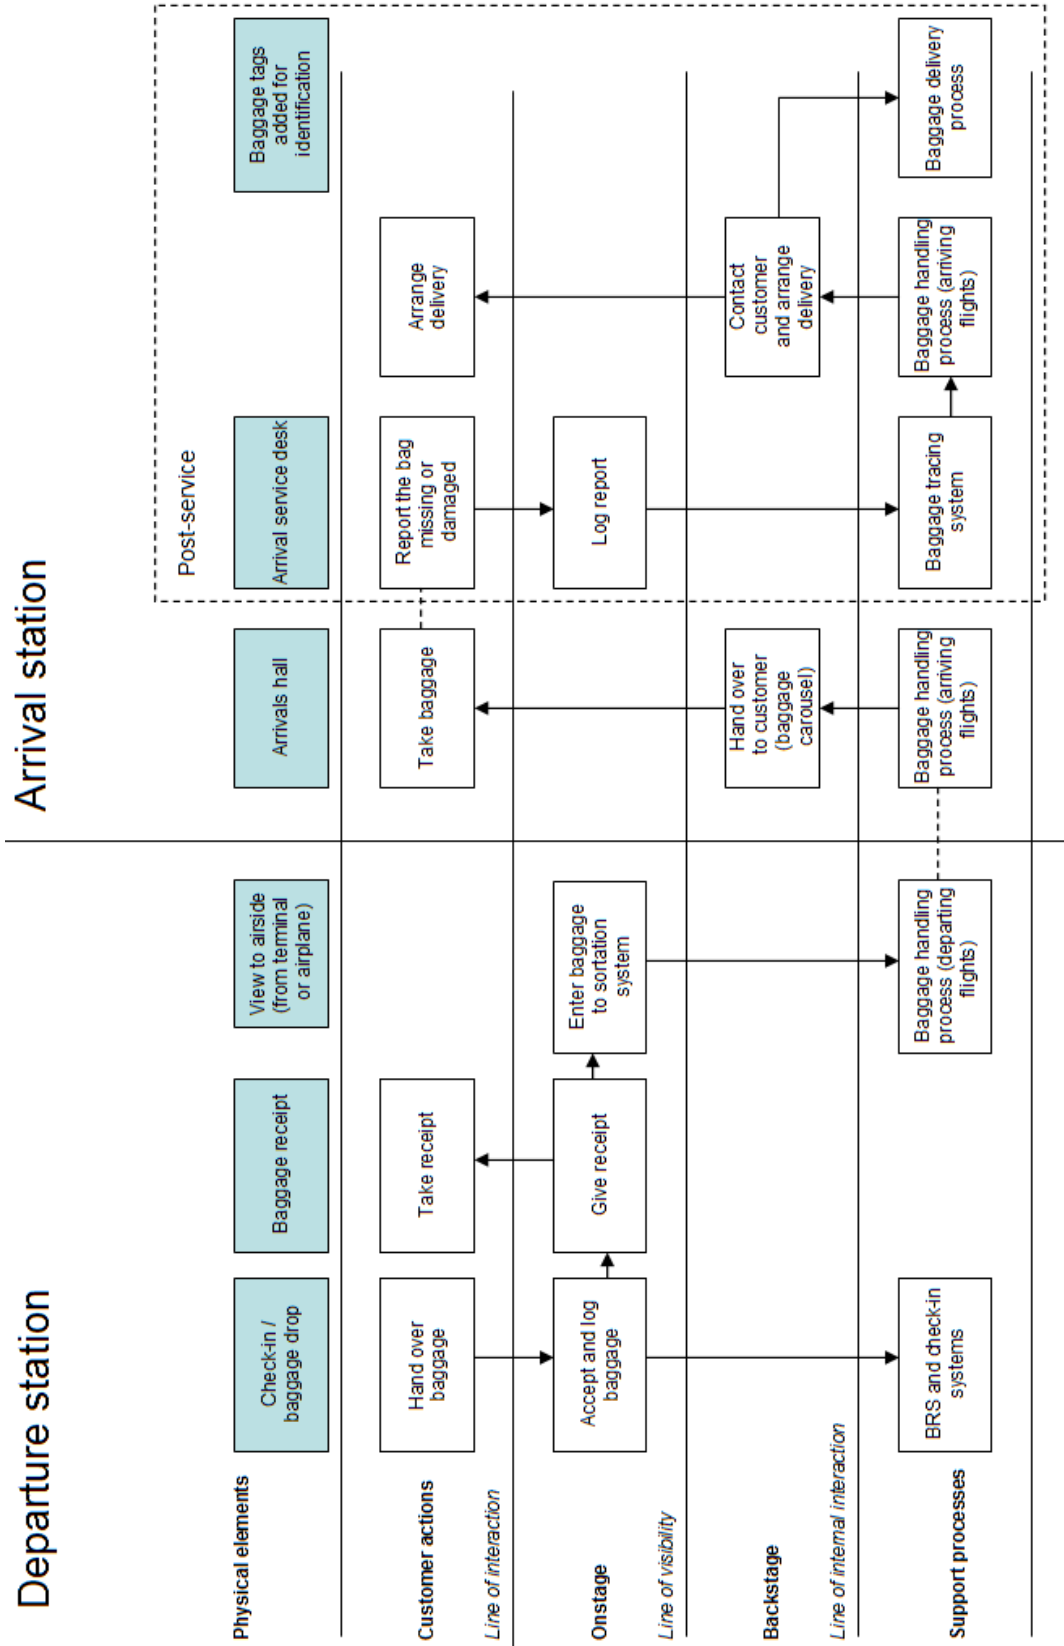 Departure station
Arrival station
Post-service
Physical elements
Check-in /
baggage drop
Baggage receipt
View to airside
(from terminal
or airplane)
Arrivals hall
Arrival service desk
Baggage tags
added for
identification
Customer actions
Hand over
baggage
Take receipt
Take baggage
Report the bag
missing or
damaged
Arrange
delivery
Line of interaction
Onstage
Accept and log
baggage
Give receipt
Enter baggage
to sortation
system
Log report
Line of visibility
Backstage
Hand over
to customer
(baggage
carousel)
Contact
customer
and arrange
delivery
Line of internal interaction
Support processes
BRS and check-in
systems
Baggage handling
process (departing
flights)
Baggage handling
process (arriving
flights)
Baggage tracing
system
Baggage handling
process (arriving
flights)
Baggage delivery
process